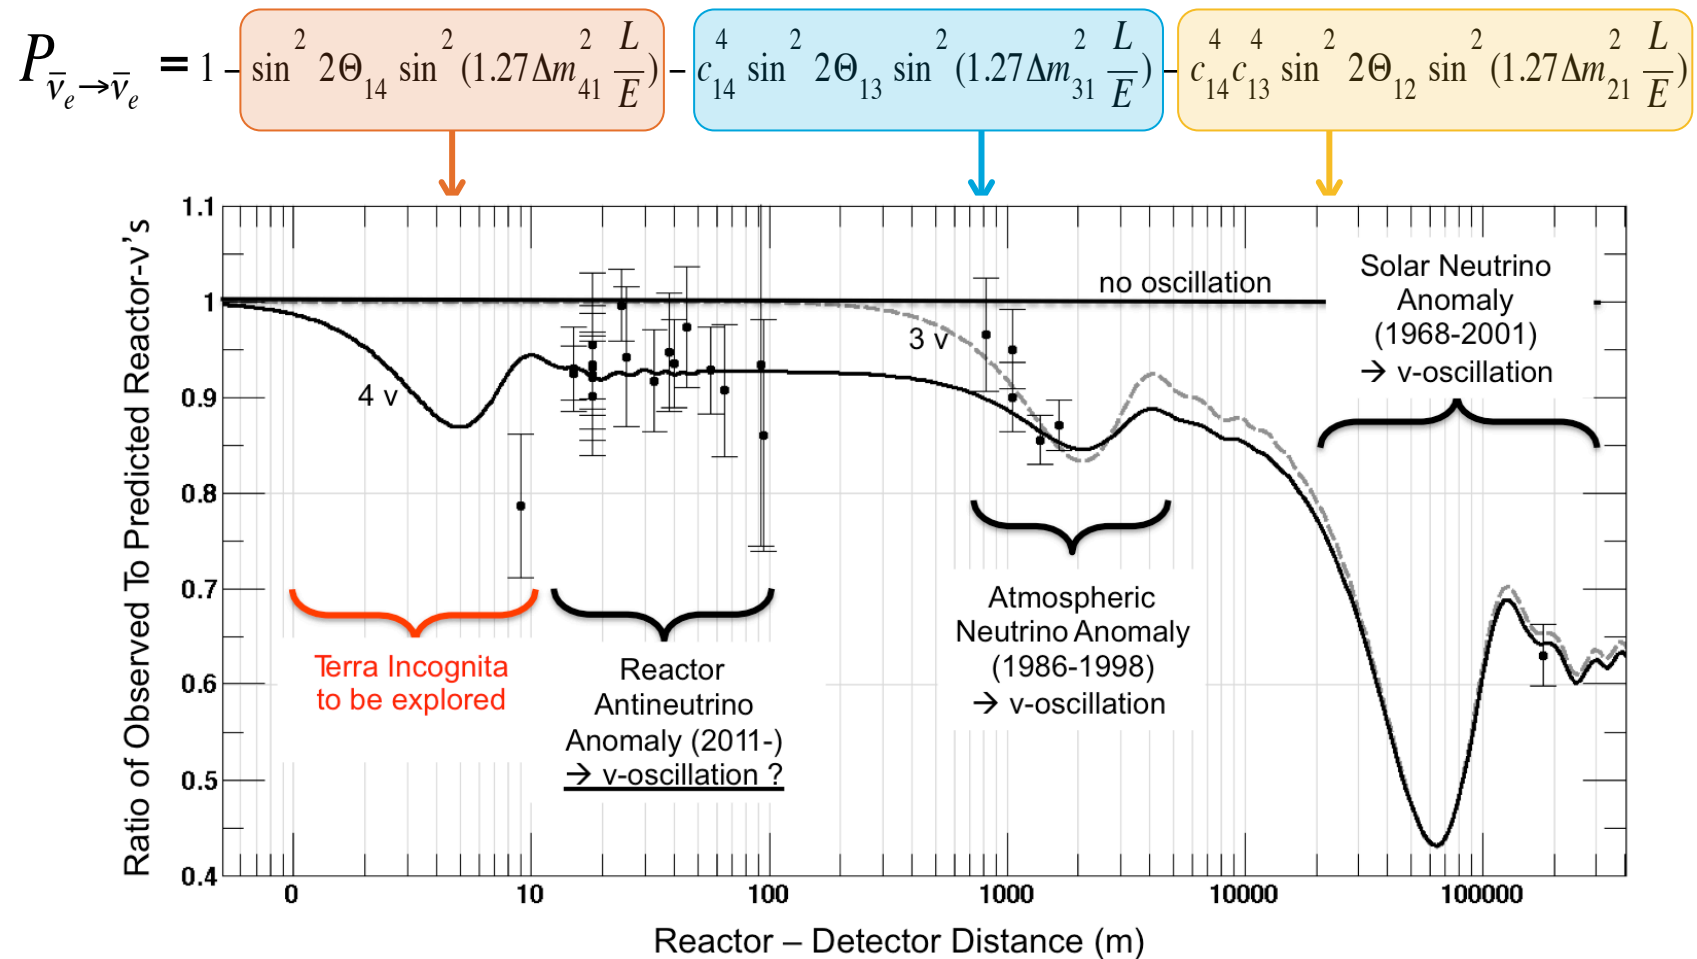 P ν̄e→ν̄e = 1 – sin² 2Θ14 sin² (1.27Δm²41 L/E) – c⁴14 sin² 2Θ13 sin² (1.27Δm²31 L/E) – c⁴14 c⁴13 sin² 2Θ12 sin² (1.27Δm²21 L/E)
Ratio of Observed To Predicted Reactor-ν's
1.1
1
0.9
0.8
0.7
0.6
0.5
0.4
no oscillation
3 ν
4 ν
Solar Neutrino
Anomaly
(1968-2001)
→ ν-oscillation
Terra Incognita
to be explored
Reactor
Antineutrino
Anomaly (2011-)
→ ν-oscillation ?
Atmospheric
Neutrino Anomaly
(1986-1998)
→ ν-oscillation
0 10 100 1000 10000 100000
Reactor – Detector Distance (m)